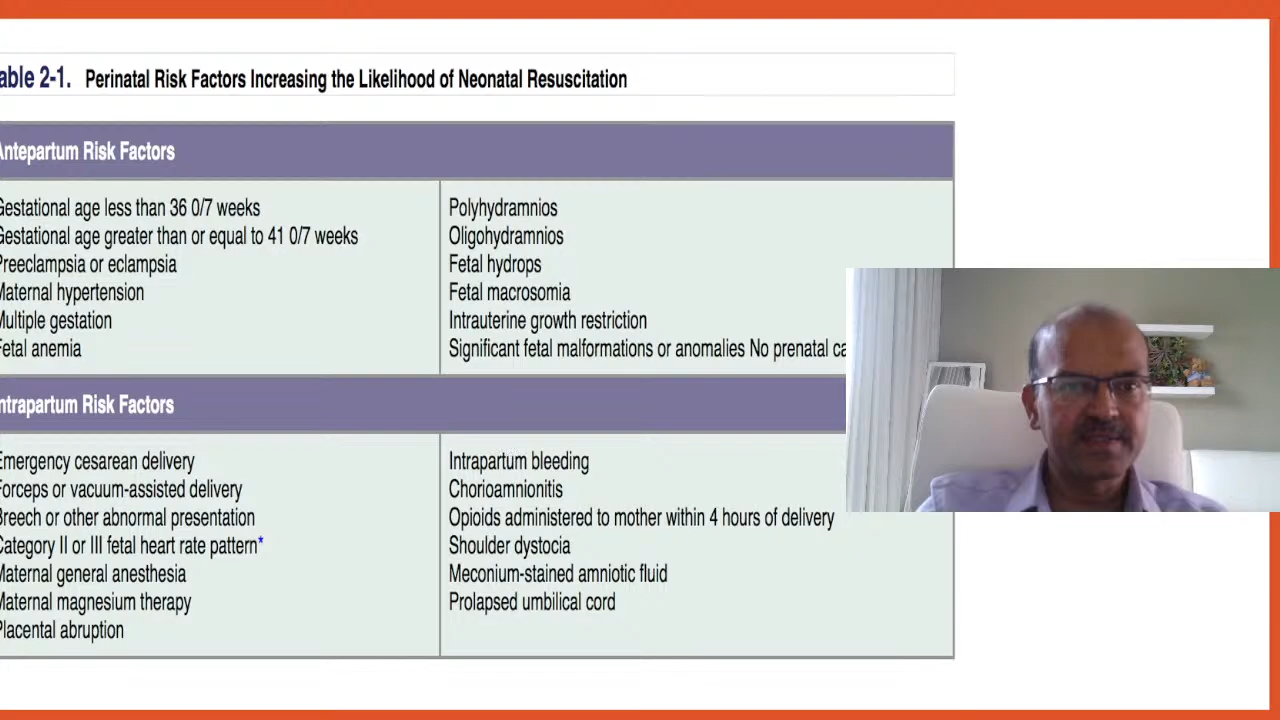 able 2-1. Perinatal Risk Factors Increasing the Likelihood of Neonatal Resuscitation
Antepartum Risk Factors
Gestational age less than 36 0/7 weeks
Gestational age greater than or equal to 41 0/7 weeks
Preeclampsia or eclampsia
Maternal hypertension
Multiple gestation
Fetal anemia
Polyhydramnios
Oligohydramnios
Fetal hydrops
Fetal macrosomia
Intrauterine growth restriction
Significant fetal malformations or anomalies No prenatal ca
Intrapartum Risk Factors
Emergency cesarean delivery
Forceps or vacuum-assisted delivery
Breech or other abnormal presentation
Category II or III fetal heart rate pattern*
Maternal general anesthesia
Maternal magnesium therapy
Placental abruption
Intrapartum bleeding
Chorioamnionitis
Opioids administered to mother within 4 hours of delivery
Shoulder dystocia
Meconium-stained amniotic fluid
Prolapsed umbilical cord